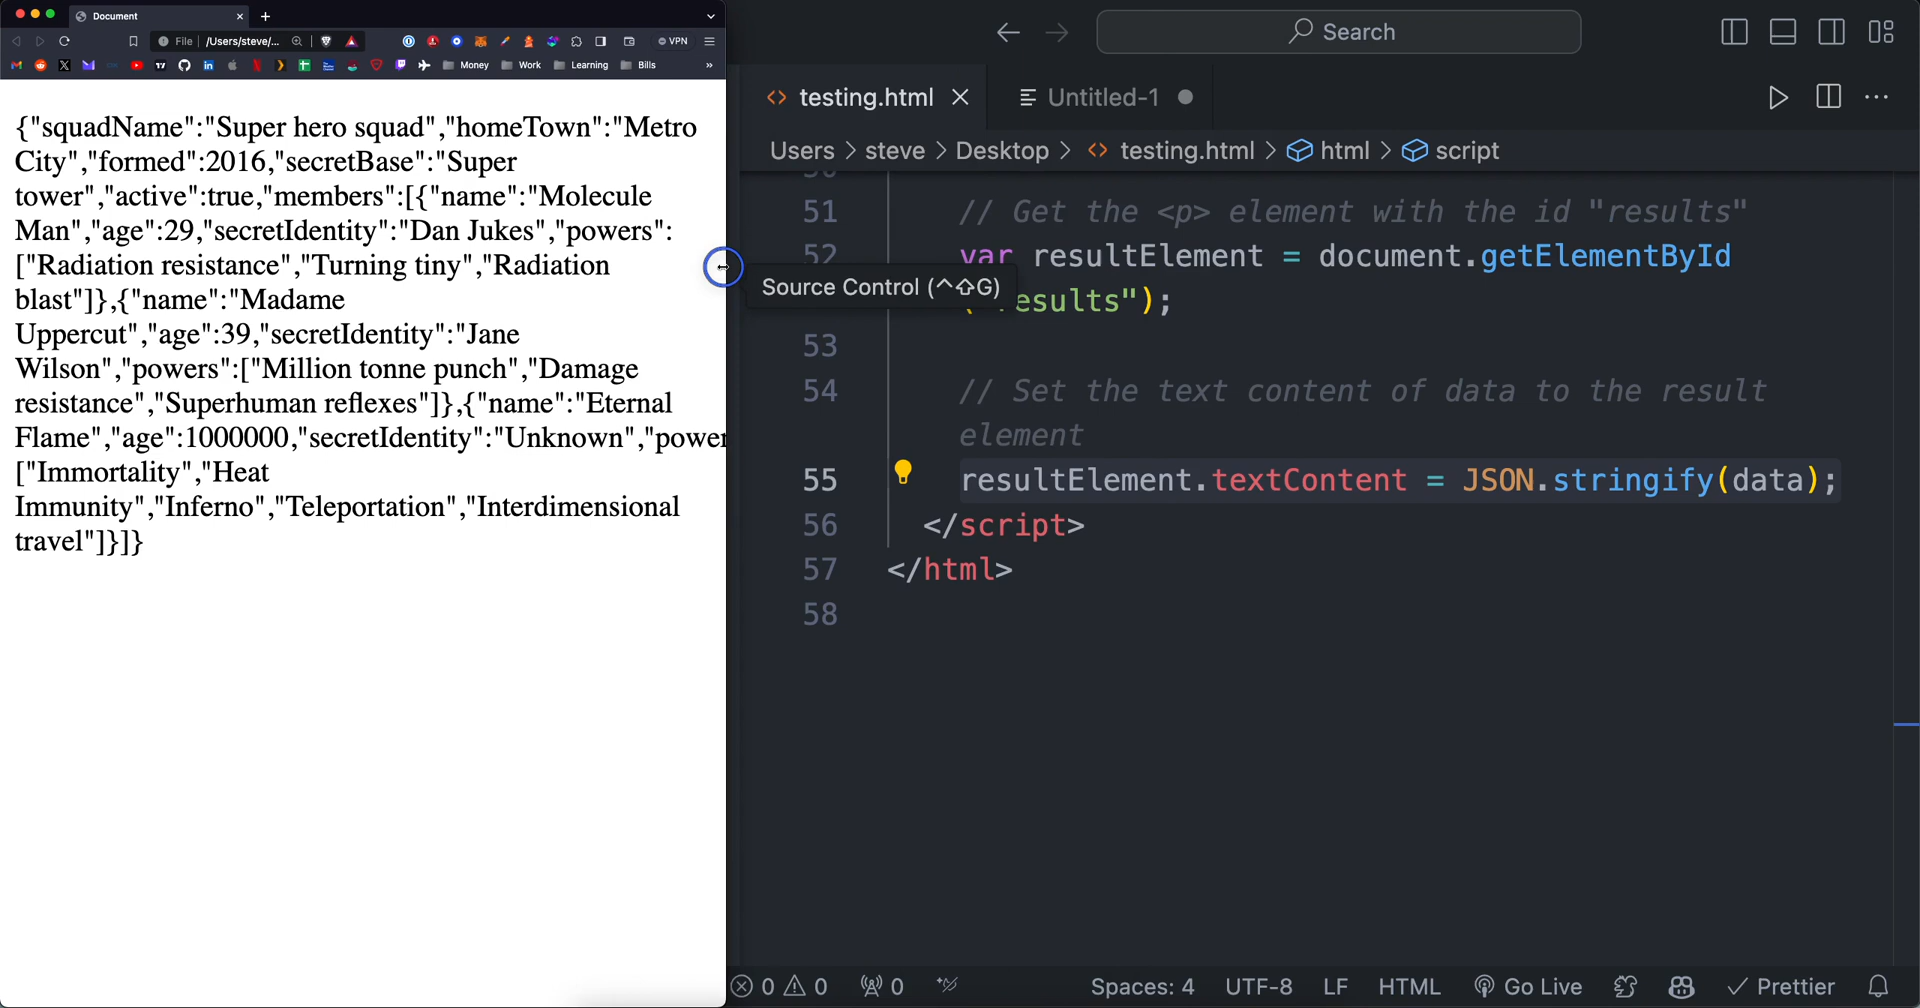 Document
File | /Users/steve/...
VPN
Money
Work
Learning
Bills
»
{"squadName":"Super hero squad","homeTown":"Metro
City","formed":2016,"secretBase":"Super
tower","active":true,"members":[{"name":"Molecule
Man","age":29,"secretIdentity":"Dan Jukes","powers":
["Radiation resistance","Turning tiny","Radiation
blast"]},{"name":"Madame
Uppercut","age":39,"secretIdentity":"Jane
Wilson","powers":["Million tonne punch","Damage
resistance","Superhuman reflexes"]},{"name":"Eternal
Flame","age":1000000,"secretIdentity":"Unknown","power
["Immortality","Heat
Immunity","Inferno","Teleportation","Interdimensional
travel"]}]}
Search
testing.html
Untitled-1
Users > steve > Desktop > testing.html > html > script
51 // Get the <p> element with the id "results"
52 var resultElement = document.getElementById
Source Control (^⇧G)
esults");
53
54 // Set the text content of data to the result
element
55 resultElement.textContent = JSON.stringify(data);
56 </script>
57 </html>
58
0 0 0 Spaces: 4 UTF-8 LF HTML Go Live Prettier